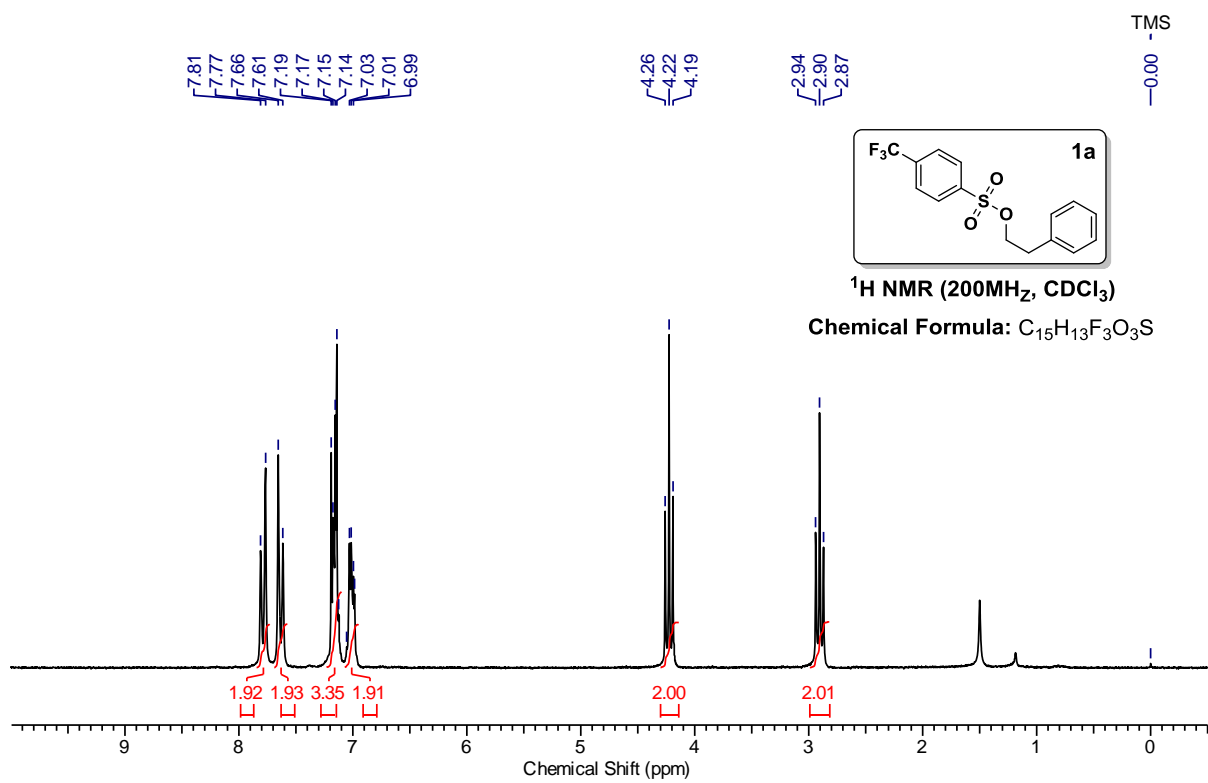 TMS
7.81
7.77
7.66
7.61
7.19
7.17
7.15
7.14
7.03
7.01
6.99
4.26
4.22
4.19
2.94
2.90
2.87
0.00
F3C
1a
O
S
O
O
1H NMR (200MHZ, CDCl3)
Chemical Formula: C15H13F3O3S
1.92 1.93 3.35 1.91 2.00 2.01
9 8 7 6 5 4 3 2 1 0
Chemical Shift (ppm)